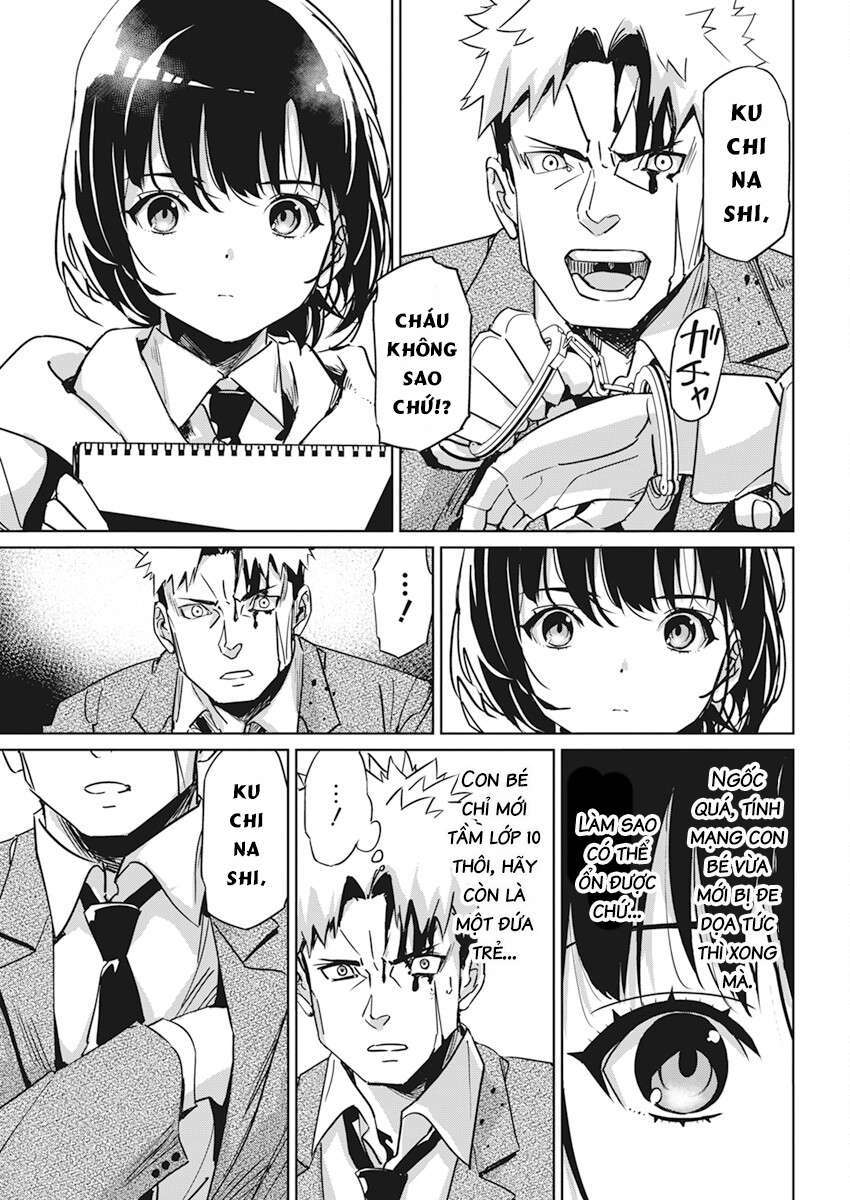 KU
CHI
NA
SHI,
ガチャ
CHÁU
KHÔNG
SAO
CHỨ!?
...!
NGỐC
QUÁ, TÍNH
MẠNG CON
BÉ VỪA
MỚI BỊ ĐE
DỌA TỨC
THÌ XONG
MÀ.
LÀM SAO
CÓ THỂ
ỔN ĐƯỢC
CHỨ...
CON BÉ
CHỈ MỚI
TẦM LỚP 10
THÔI, HÃY
CÒN LÀ
MỘT ĐỨA
TRẺ...
...!
KU
CHI
NA
SHI,